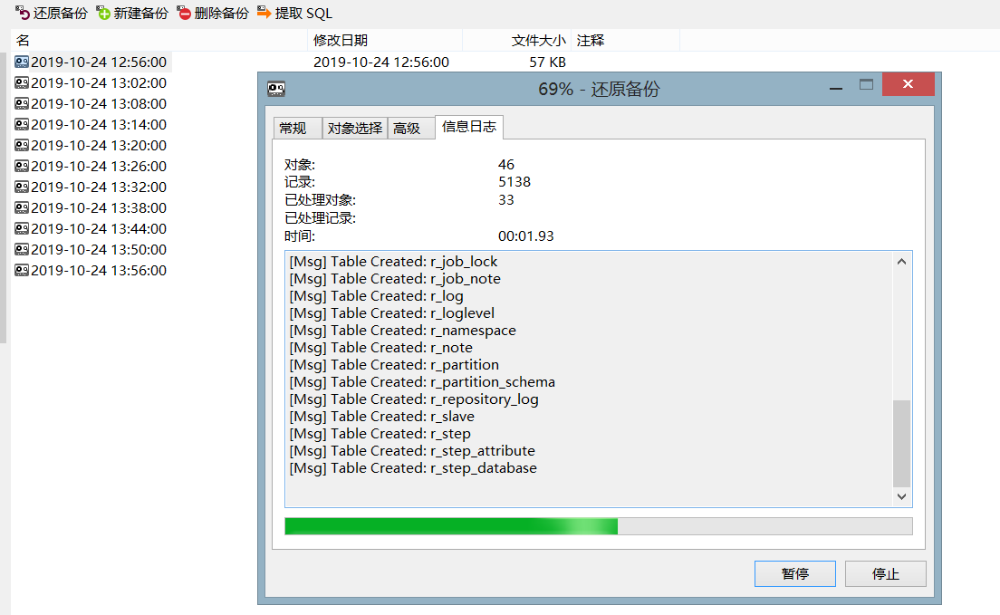 还原备份 新建备份 删除备份 提取 SQL
名 修改日期 文件大小 注释
2019-10-24 12:56:00 2019-10-24 12:56:00 57 KB
2019-10-24 13:02:00
2019-10-24 13:08:00
2019-10-24 13:14:00
2019-10-24 13:20:00
2019-10-24 13:26:00
2019-10-24 13:32:00
2019-10-24 13:38:00
2019-10-24 13:44:00
2019-10-24 13:50:00
2019-10-24 13:56:00
69% - 还原备份
常规 对象选择 高级 信息日志
对象: 46
记录: 5138
已处理对象: 33
已处理记录:
时间: 00:01.93
[Msg] Table Created: r_job_lock
[Msg] Table Created: r_job_note
[Msg] Table Created: r_log
[Msg] Table Created: r_loglevel
[Msg] Table Created: r_namespace
[Msg] Table Created: r_note
[Msg] Table Created: r_partition
[Msg] Table Created: r_partition_schema
[Msg] Table Created: r_repository_log
[Msg] Table Created: r_slave
[Msg] Table Created: r_step
[Msg] Table Created: r_step_attribute
[Msg] Table Created: r_step_database
暂停 停止